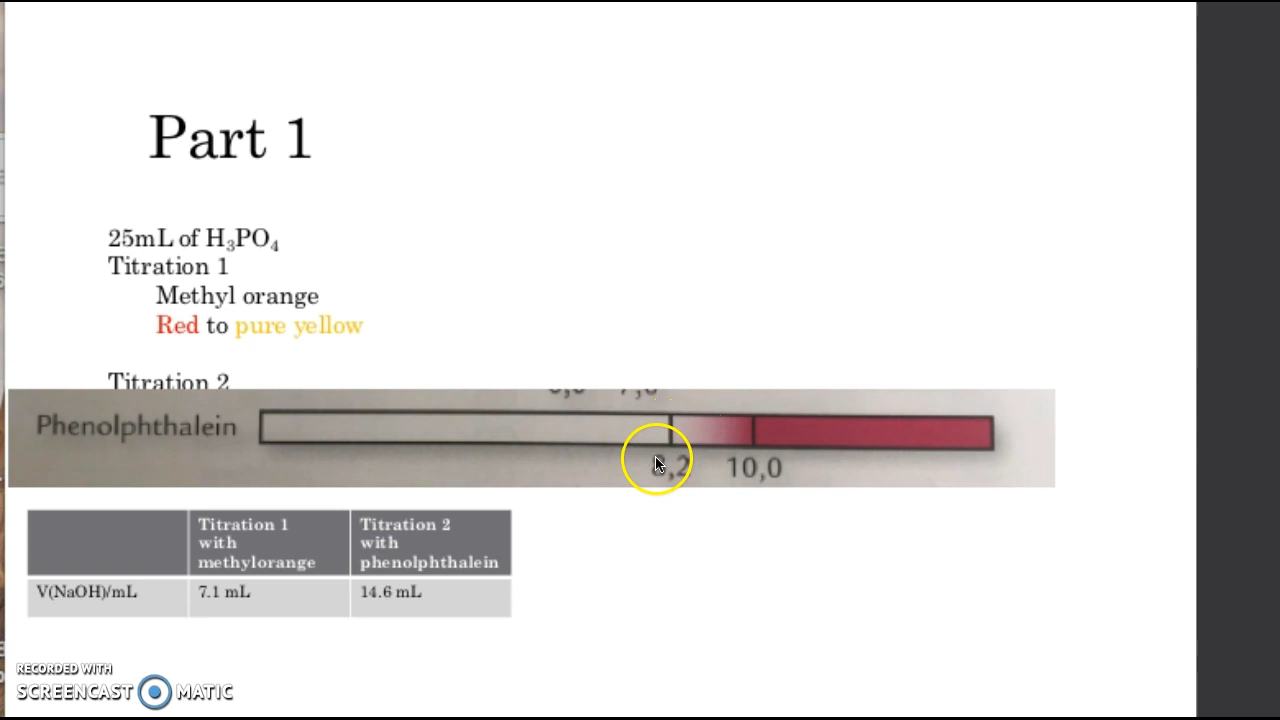 Part 1
25mL of H₃PO₄
Titration 1
Methyl orange
Red to pure yellow
Titration 2
Phenolphthalein
8,2 10,0
Titration 1 with methylorange
Titration 2 with phenolphthalein
V(NaOH)/mL 7.1 mL 14.6 mL
RECORDED WITH
SCREENCAST MATIC